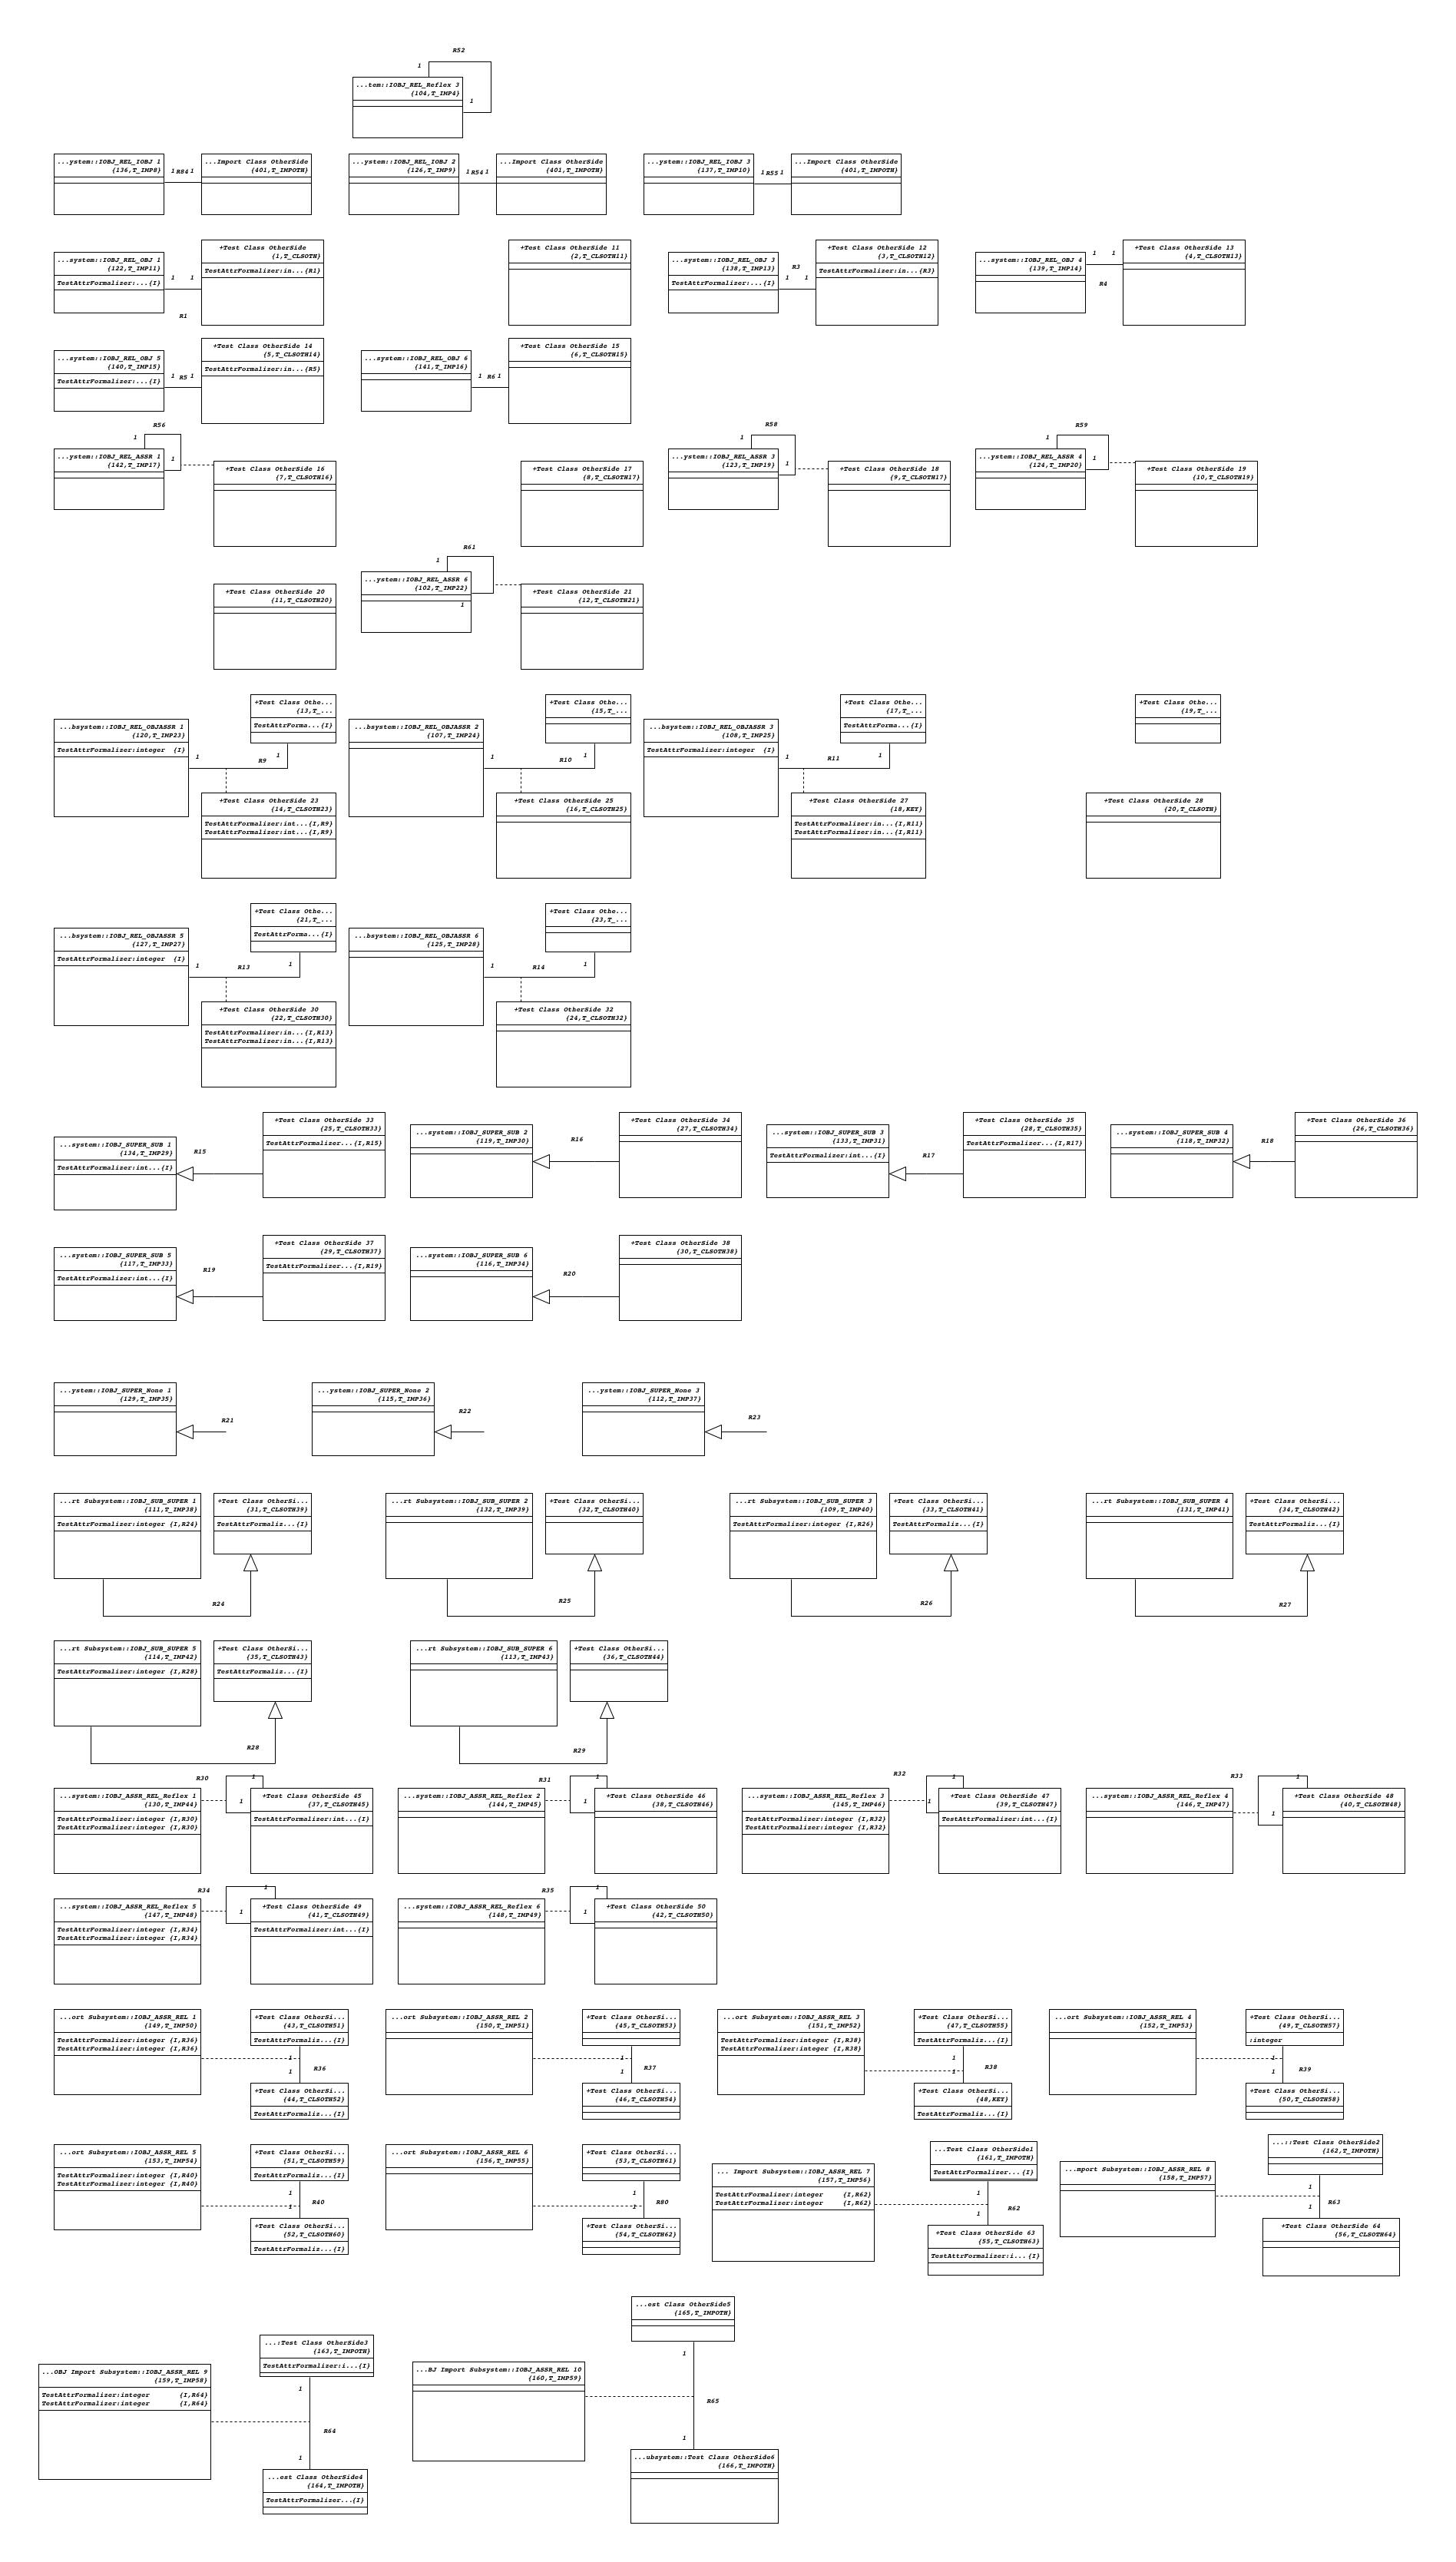 R52
1
...tem::IOBJ_REL_Reflex 3
{104,T_IMP4}
1
...ystem::IOBJ_REL_IOBJ 1
{136,T_IMP8}
1 R84 1
...Import Class OtherSide
{401,T_IMPOTH}
...ystem::IOBJ_REL_IOBJ 2
{126,T_IMP9}
1 R54 1
...Import Class OtherSide
{401,T_IMPOTH}
...ystem::IOBJ_REL_IOBJ 3
{137,T_IMP10}
1 R55 1
...Import Class OtherSide
{401,T_IMPOTH}
...system::IOBJ_REL_OBJ 1
{122,T_IMP11}
TestAttrFormalizer:...{I}
1 1
R1
+Test Class OtherSide
{1,T_CLSOTH}
TestAttrFormalizer:in...{R1}
+Test Class OtherSide 11
{2,T_CLSOTH11}
...system::IOBJ_REL_OBJ 3
{138,T_IMP13}
TestAttrFormalizer:...{I}
R3
1 1
+Test Class OtherSide 12
{3,T_CLSOTH12}
TestAttrFormalizer:in...{R3}
...system::IOBJ_REL_OBJ 4
{139,T_IMP14}
1 1
R4
+Test Class OtherSide 13
{4,T_CLSOTH13}
...system::IOBJ_REL_OBJ 5
{140,T_IMP15}
TestAttrFormalizer:...{I}
1 R5 1
+Test Class OtherSide 14
{5,T_CLSOTH14}
TestAttrFormalizer:in...{R5}
...system::IOBJ_REL_OBJ 6
{141,T_IMP16}
1 R6 1
+Test Class OtherSide 15
{6,T_CLSOTH15}
R56
1
...ystem::IOBJ_REL_ASSR 1
{142,T_IMP17}
1
+Test Class OtherSide 16
{7,T_CLSOTH16}
+Test Class OtherSide 17
{8,T_CLSOTH17}
R58
1
...ystem::IOBJ_REL_ASSR 3
{123,T_IMP19}
1
+Test Class OtherSide 18
{9,T_CLSOTH17}
R59
1
...ystem::IOBJ_REL_ASSR 4
{124,T_IMP20}
1
+Test Class OtherSide 19
{10,T_CLSOTH19}
+Test Class OtherSide 20
{11,T_CLSOTH20}
R61
1
...ystem::IOBJ_REL_ASSR 6
{102,T_IMP22}
1
+Test Class OtherSide 21
{12,T_CLSOTH21}
...bsystem::IOBJ_REL_OBJASSR 1
{120,T_IMP23}
TestAttrFormalizer:integer {I}
+Test Class Othe...
{13,T_...
TestAttrForma...{I}
1 R9 1
+Test Class OtherSide 23
{14,T_CLSOTH23}
TestAttrFormalizer:int...{I,R9}
TestAttrFormalizer:int...{I,R9}
...bsystem::IOBJ_REL_OBJASSR 2
{107,T_IMP24}
+Test Class Othe...
{15,T_...
1 R10 1
+Test Class OtherSide 25
{16,T_CLSOTH25}
...bsystem::IOBJ_REL_OBJASSR 3
{108,T_IMP25}
TestAttrFormalizer:integer {I}
+Test Class Othe...
{17,T_...
TestAttrForma...{I}
1 R11 1
+Test Class OtherSide 27
{18,KEY}
TestAttrFormalizer:in...{I,R11}
TestAttrFormalizer:in...{I,R11}
+Test Class Othe...
{19,T_...
+Test Class OtherSide 28
{20,T_CLSOTH}
...bsystem::IOBJ_REL_OBJASSR 5
{127,T_IMP27}
TestAttrFormalizer:integer {I}
+Test Class Othe...
{21,T_...
TestAttrForma...{I}
1 R13 1
+Test Class OtherSide 30
{22,T_CLSOTH30}
TestAttrFormalizer:in...{I,R13}
TestAttrFormalizer:in...{I,R13}
...bsystem::IOBJ_REL_OBJASSR 6
{125,T_IMP28}
+Test Class Othe...
{23,T_...
1 R14 1
+Test Class OtherSide 32
{24,T_CLSOTH32}
...system::IOBJ_SUPER_SUB 1
{134,T_IMP29}
TestAttrFormalizer:int...{I}
R15
+Test Class OtherSide 33
{25,T_CLSOTH33}
TestAttrFormalizer...{I,R15}
...system::IOBJ_SUPER_SUB 2
{119,T_IMP30}
R16
+Test Class OtherSide 34
{27,T_CLSOTH34}
...system::IOBJ_SUPER_SUB 3
{133,T_IMP31}
TestAttrFormalizer:int...{I}
R17
+Test Class OtherSide 35
{28,T_CLSOTH35}
TestAttrFormalizer...{I,R17}
...system::IOBJ_SUPER_SUB 4
{118,T_IMP32}
R18
+Test Class OtherSide 36
{26,T_CLSOTH36}
...system::IOBJ_SUPER_SUB 5
{117,T_IMP33}
TestAttrFormalizer:int...{I}
R19
+Test Class OtherSide 37
{29,T_CLSOTH37}
TestAttrFormalizer...{I,R19}
...system::IOBJ_SUPER_SUB 6
{116,T_IMP34}
R20
+Test Class OtherSide 38
{30,T_CLSOTH38}
...ystem::IOBJ_SUPER_None 1
{129,T_IMP35}
R21
...ystem::IOBJ_SUPER_None 2
{115,T_IMP36}
R22
...ystem::IOBJ_SUPER_None 3
{112,T_IMP37}
R23
...rt Subsystem::IOBJ_SUB_SUPER 1
{111,T_IMP38}
TestAttrFormalizer:integer {I,R24}
+Test Class OtherSi...
{31,T_CLSOTH39}
TestAttrFormaliz...{I}
R24
...rt Subsystem::IOBJ_SUB_SUPER 2
{132,T_IMP39}
+Test Class OtherSi...
{32,T_CLSOTH40}
R25
...rt Subsystem::IOBJ_SUB_SUPER 3
{109,T_IMP40}
TestAttrFormalizer:integer {I,R26}
+Test Class OtherSi...
{33,T_CLSOTH41}
TestAttrFormaliz...{I}
R26
...rt Subsystem::IOBJ_SUB_SUPER 4
{131,T_IMP41}
+Test Class OtherSi...
{34,T_CLSOTH42}
TestAttrFormaliz...{I}
R27
...rt Subsystem::IOBJ_SUB_SUPER 5
{114,T_IMP42}
TestAttrFormalizer:integer {I,R28}
+Test Class OtherSi...
{35,T_CLSOTH43}
TestAttrFormaliz...{I}
R28
...rt Subsystem::IOBJ_SUB_SUPER 6
{113,T_IMP43}
+Test Class OtherSi...
{36,T_CLSOTH44}
R29
...system::IOBJ_ASSR_REL_Reflex 1
{130,T_IMP44}
TestAttrFormalizer:integer {I,R30}
TestAttrFormalizer:integer {I,R30}
R30
1
1
+Test Class OtherSide 45
{37,T_CLSOTH45}
TestAttrFormalizer:int...{I}
...system::IOBJ_ASSR_REL_Reflex 2
{144,T_IMP45}
R31
1
1
+Test Class OtherSide 46
{38,T_CLSOTH46}
...system::IOBJ_ASSR_REL_Reflex 3
{145,T_IMP46}
TestAttrFormalizer:integer {I,R32}
TestAttrFormalizer:integer {I,R32}
R32
1
1
+Test Class OtherSide 47
{39,T_CLSOTH47}
TestAttrFormalizer:int...{I}
...system::IOBJ_ASSR_REL_Reflex 4
{146,T_IMP47}
R33
1
1
+Test Class OtherSide 48
{40,T_CLSOTH48}
...system::IOBJ_ASSR_REL_Reflex 5
{147,T_IMP48}
TestAttrFormalizer:integer {I,R34}
TestAttrFormalizer:integer {I,R34}
R34
1
1
+Test Class OtherSide 49
{41,T_CLSOTH49}
TestAttrFormalizer:int...{I}
...system::IOBJ_ASSR_REL_Reflex 6
{148,T_IMP49}
R35
1
1
+Test Class OtherSide 50
{42,T_CLSOTH50}
...ort Subsystem::IOBJ_ASSR_REL 1
{149,T_IMP50}
TestAttrFormalizer:integer {I,R36}
TestAttrFormalizer:integer {I,R36}
+Test Class OtherSi...
{43,T_CLSOTH51}
TestAttrFormaliz...{I}
1
1
R36
+Test Class OtherSi...
{44,T_CLSOTH52}
TestAttrFormaliz...{I}
...ort Subsystem::IOBJ_ASSR_REL 2
{150,T_IMP51}
+Test Class OtherSi...
{45,T_CLSOTH53}
1
1
R37
+Test Class OtherSi...
{46,T_CLSOTH54}
...ort Subsystem::IOBJ_ASSR_REL 3
{151,T_IMP52}
TestAttrFormalizer:integer {I,R38}
TestAttrFormalizer:integer {I,R38}
+Test Class OtherSi...
{47,T_CLSOTH55}
TestAttrFormaliz...{I}
1
1
R38
+Test Class OtherSi...
{48,KEY}
TestAttrFormaliz...{I}
...ort Subsystem::IOBJ_ASSR_REL 4
{152,T_IMP53}
+Test Class OtherSi...
{49,T_CLSOTH57}
:integer
1
1
R39
+Test Class OtherSi...
{50,T_CLSOTH58}
...ort Subsystem::IOBJ_ASSR_REL 5
{153,T_IMP54}
TestAttrFormalizer:integer {I,R40}
TestAttrFormalizer:integer {I,R40}
+Test Class OtherSi...
{51,T_CLSOTH59}
TestAttrFormaliz...{I}
1
1
R40
+Test Class OtherSi...
{52,T_CLSOTH60}
TestAttrFormaliz...{I}
...ort Subsystem::IOBJ_ASSR_REL 6
{156,T_IMP55}
+Test Class OtherSi...
{53,T_CLSOTH61}
1
1
R80
+Test Class OtherSi...
{54,T_CLSOTH62}
... Import Subsystem::IOBJ_ASSR_REL 7
{157,T_IMP56}
TestAttrFormalizer:integer {I,R62}
TestAttrFormalizer:integer {I,R62}
...Test Class OtherSide1
{161,T_IMPOTH}
TestAttrFormalizer...{I}
1
1
R62
+Test Class OtherSide 63
{55,T_CLSOTH63}
TestAttrFormalizer:i...{I}
...mport Subsystem::IOBJ_ASSR_REL 8
{158,T_IMP57}
...::Test Class OtherSide2
{162,T_IMPOTH}
1
1
R63
+Test Class OtherSide 64
{56,T_CLSOTH64}
...OBJ Import Subsystem::IOBJ_ASSR_REL 9
{159,T_IMP58}
TestAttrFormalizer:integer {I,R64}
TestAttrFormalizer:integer {I,R64}
...:Test Class OtherSide3
{163,T_IMPOTH}
TestAttrFormalizer:i...{I}
1
R64
1
...est Class OtherSide4
{164,T_IMPOTH}
TestAttrFormalizer...{I}
...BJ Import Subsystem::IOBJ_ASSR_REL 10
{160,T_IMP59}
...est Class OtherSide5
{165,T_IMPOTH}
1
R65
1
...ubsystem::Test Class OtherSide6
{166,T_IMPOTH}